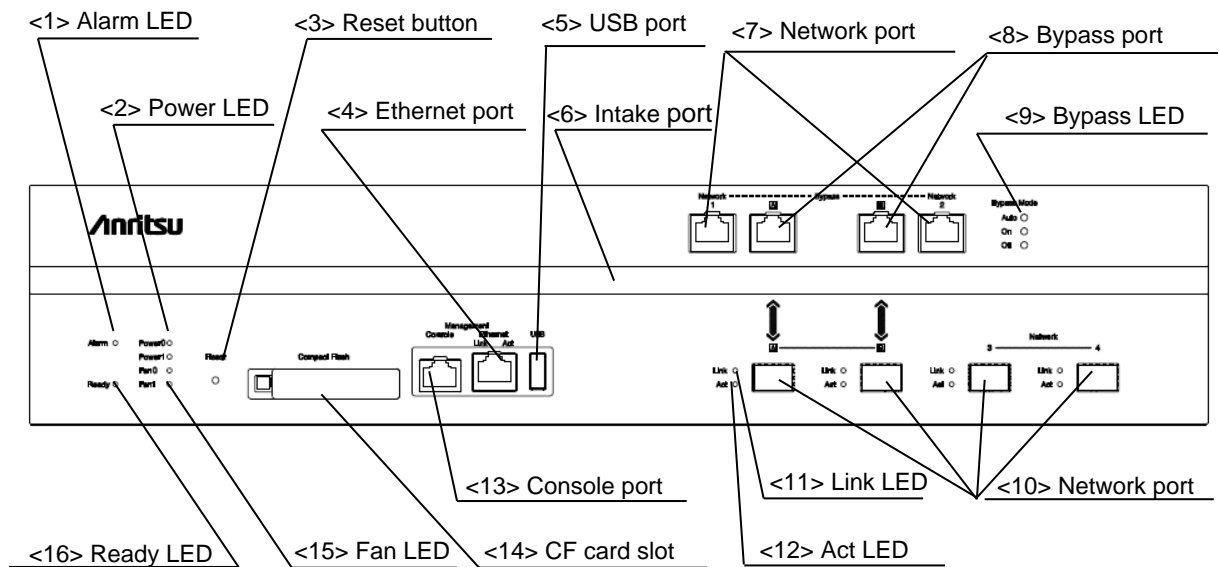 <1> Alarm LED
<3> Reset button
<5> USB port
<7> Network port
<8> Bypass port
<2> Power LED
<4> Ethernet port
<6> Intake port
<9> Bypass LED
Anritsu
Network
1
A
Bypass
B
Network
2
Bypass Mode
Auto
On
Off
Alarm
Ready
Power0
Power1
Fan0
Fan1
Reset
Compact Flash
Management
Console
Ethernet
Link Act
USB
A
B
Network
3
4
Link
Act
Link
Act
Link
Act
Link
Act
<13> Console port
<11> Link LED
<10> Network port
<16> Ready LED
<15> Fan LED
<14> CF card slot
<12> Act LED